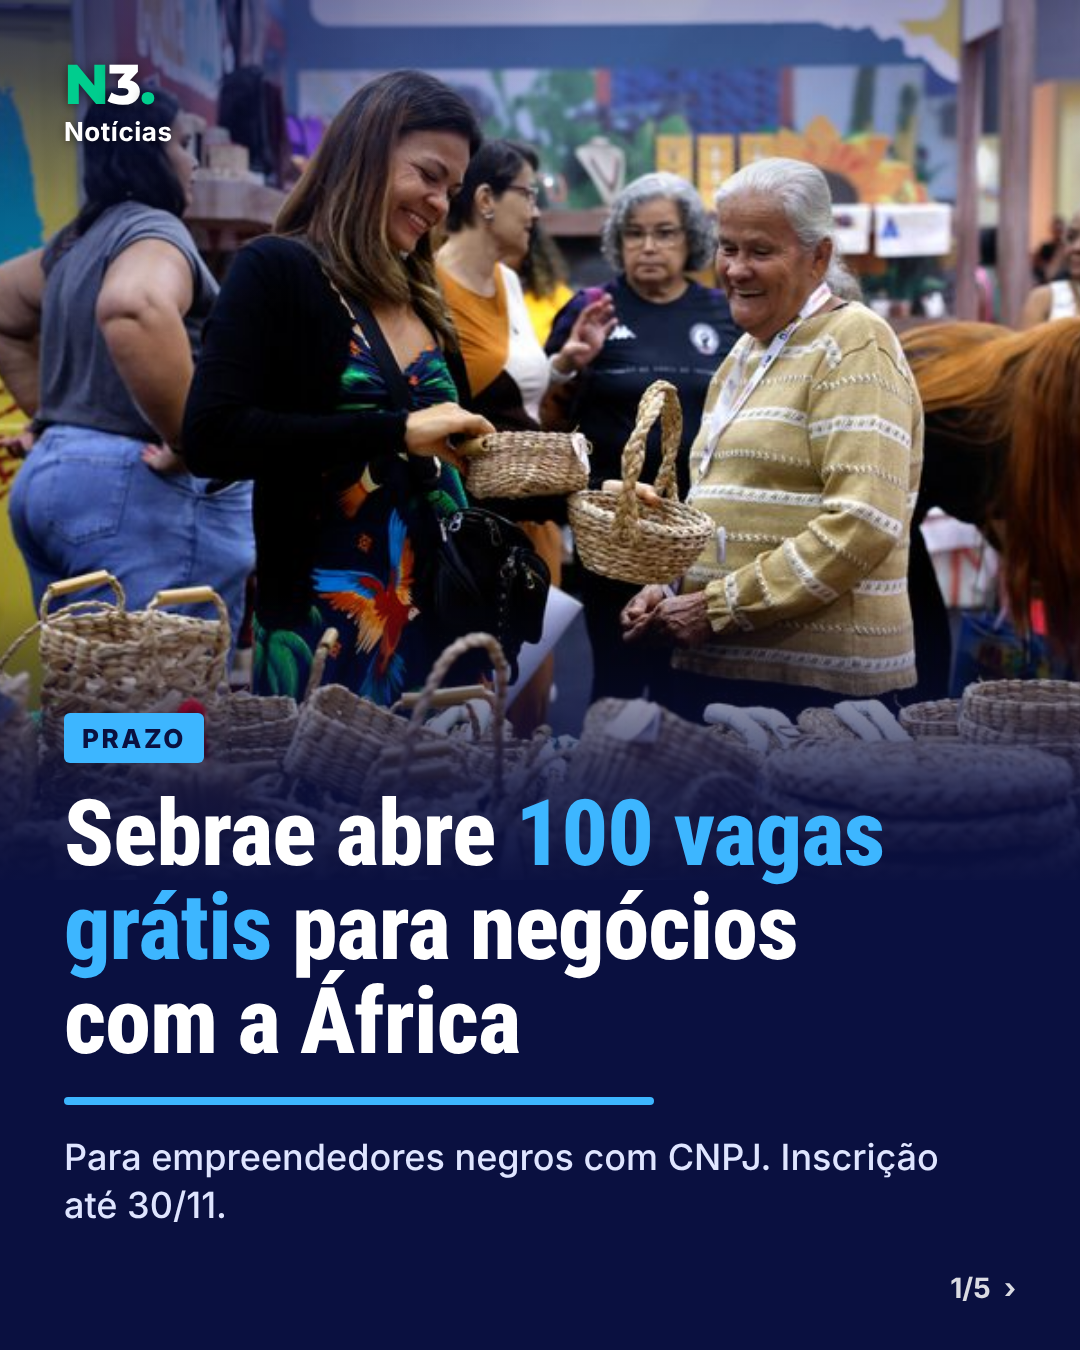 N3.
Notícias
PRAZO
Sebrae abre 100 vagas
grátis para negócios
com a África
Para empreendedores negros com CNPJ. Inscrição
até 30/11.
1/5 ›